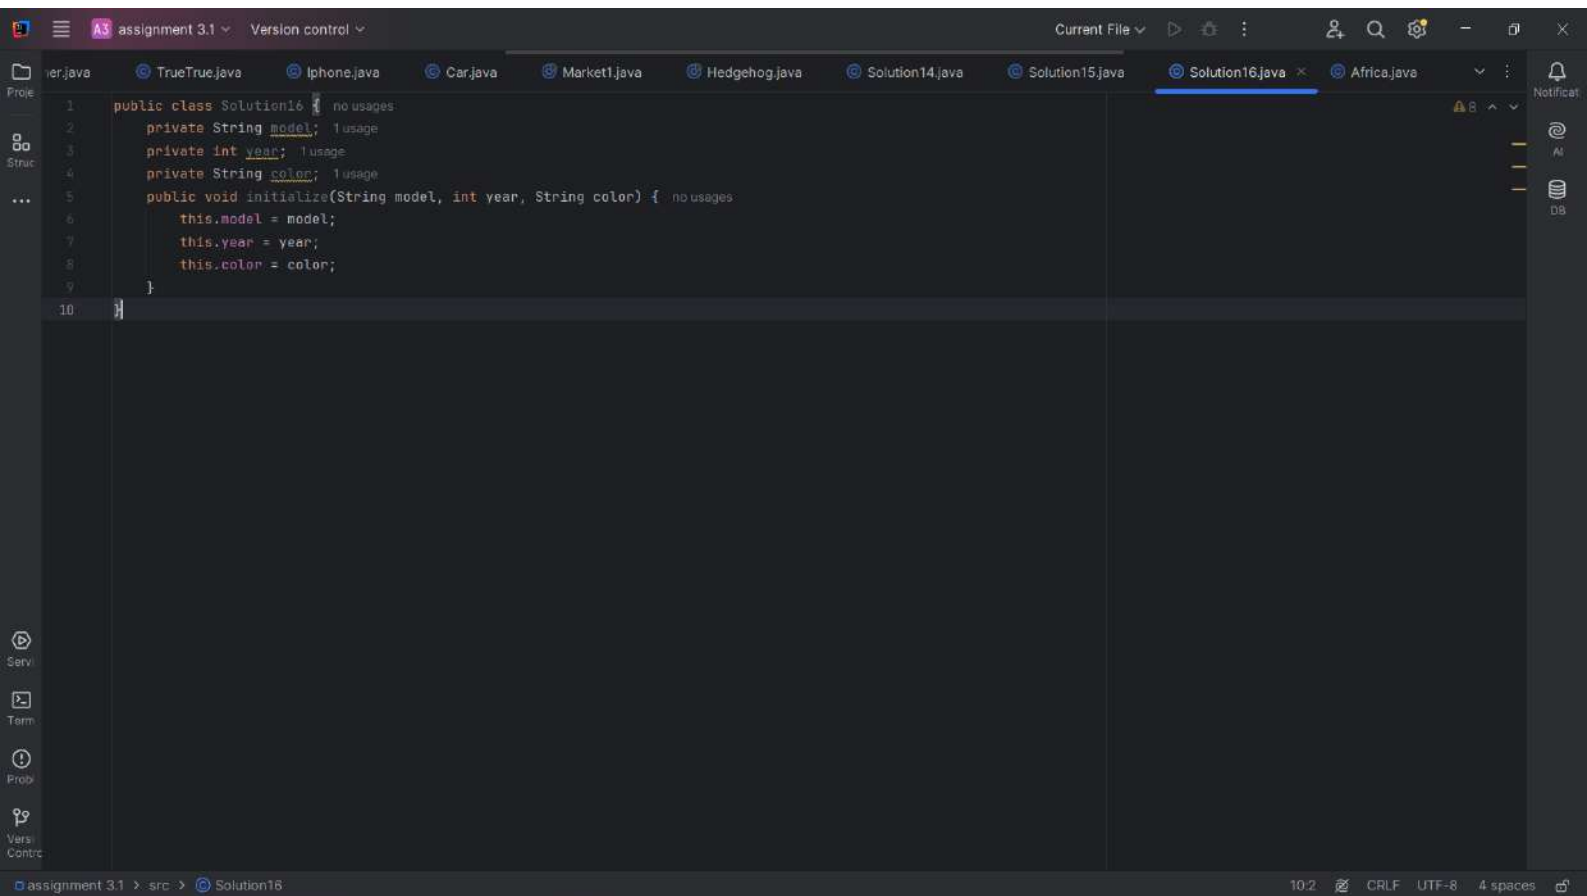 A3 assignment 3.1 Version control Current File
er.java TrueTrue.java Iphone.java Car.java Market1.java Hedgehog.java Solution14.java Solution15.java Solution16.java Africa.java
Proje
Struc
Servi
Term
Probl
Versi
Contro
Notificat
AI
DB
8
1 public class Solution16 { no usages
2 private String model; 1 usage
3 private int year; 1 usage
4 private String color; 1 usage
5 public void initialize(String model, int year, String color) { no usages
6 this.model = model;
7 this.year = year;
8 this.color = color;
9 }
10 }
assignment 3.1 > src > Solution16 10:2 CRLF UTF-8 4 spaces